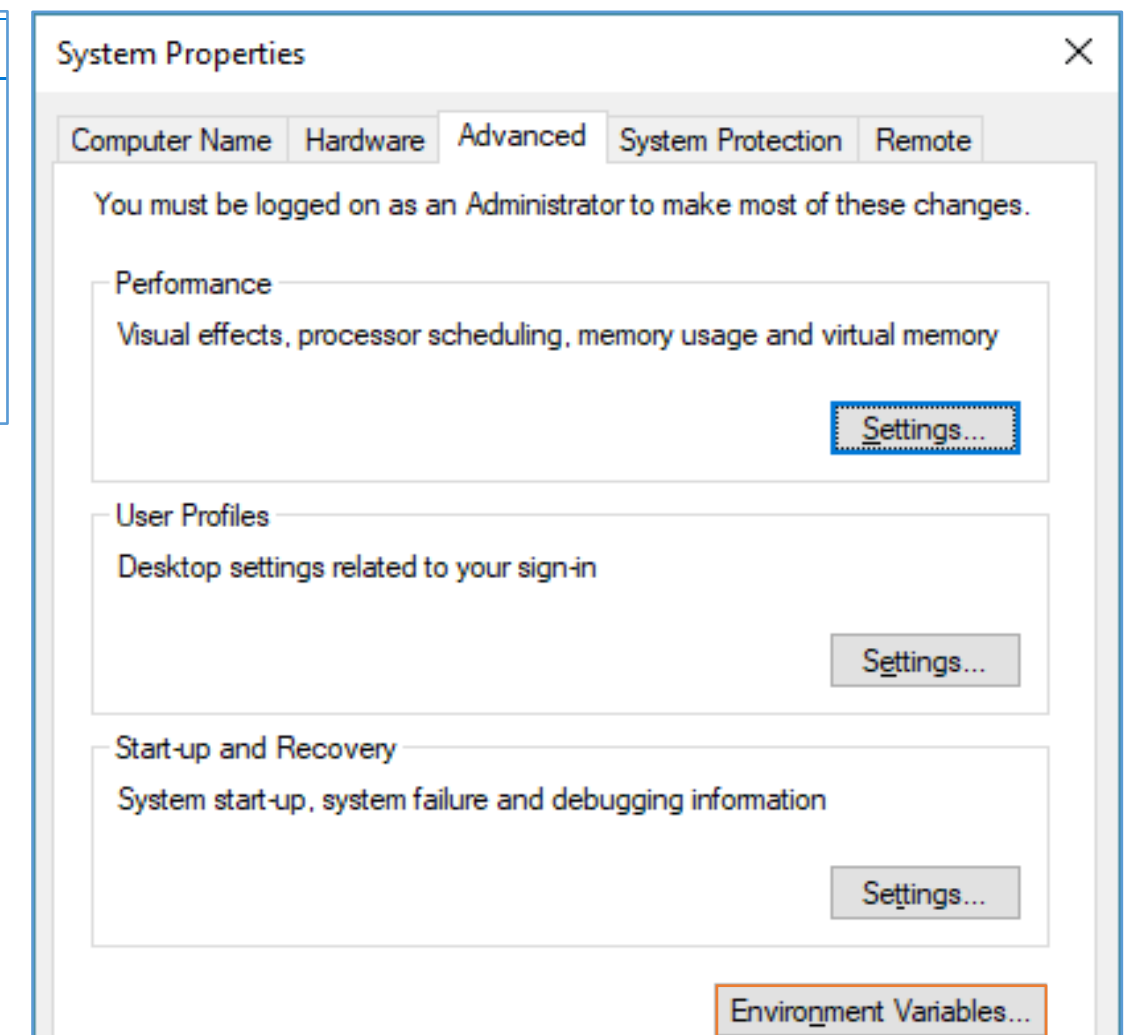 System Properties
Computer Name Hardware Advanced System Protection Remote
You must be logged on as an Administrator to make most of these changes.
Performance
Visual effects, processor scheduling, memory usage and virtual memory
Settings...
User Profiles
Desktop settings related to your sign-in
Settings...
Start-up and Recovery
System start-up, system failure and debugging information
Settings...
Environment Variables...